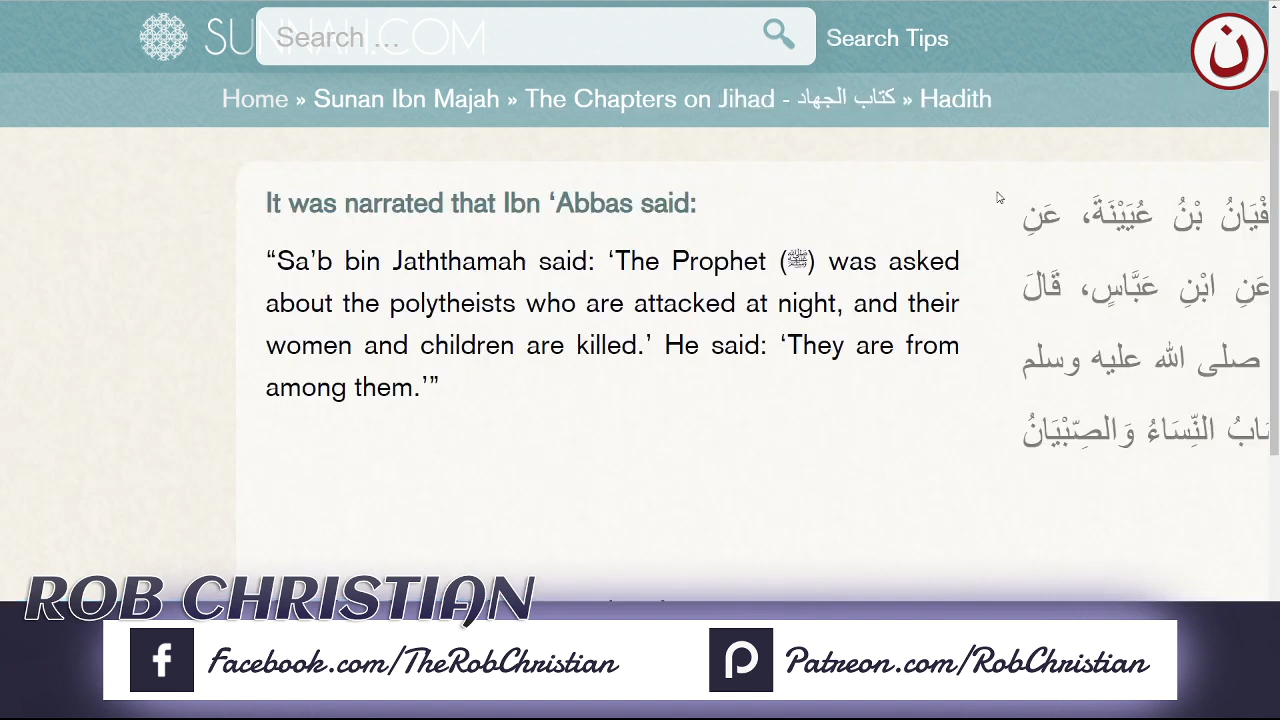 SUNNAH.COM
Search ...
Search Tips
ن
Home » Sunan Ibn Majah » The Chapters on Jihad - كتاب الجهاد » Hadith
It was narrated that Ibn ‘Abbas said:
“Sa’b bin Jaththamah said: ‘The Prophet (ﷺ) was asked
about the polytheists who are attacked at night, and their
women and children are killed.’ He said: ‘They are from
among them.’”
بْنُ عُيَيْنَةَ، عَنِ
عَنِ ابْنِ عَبَّاسٍ، قَالَ
صلى الله عليه وسلم
النِّسَاءُ وَالصِّبْيَانُ
ROB CHRISTIAN
f Facebook.com/TheRobChristian
Patreon.com/RobChristian